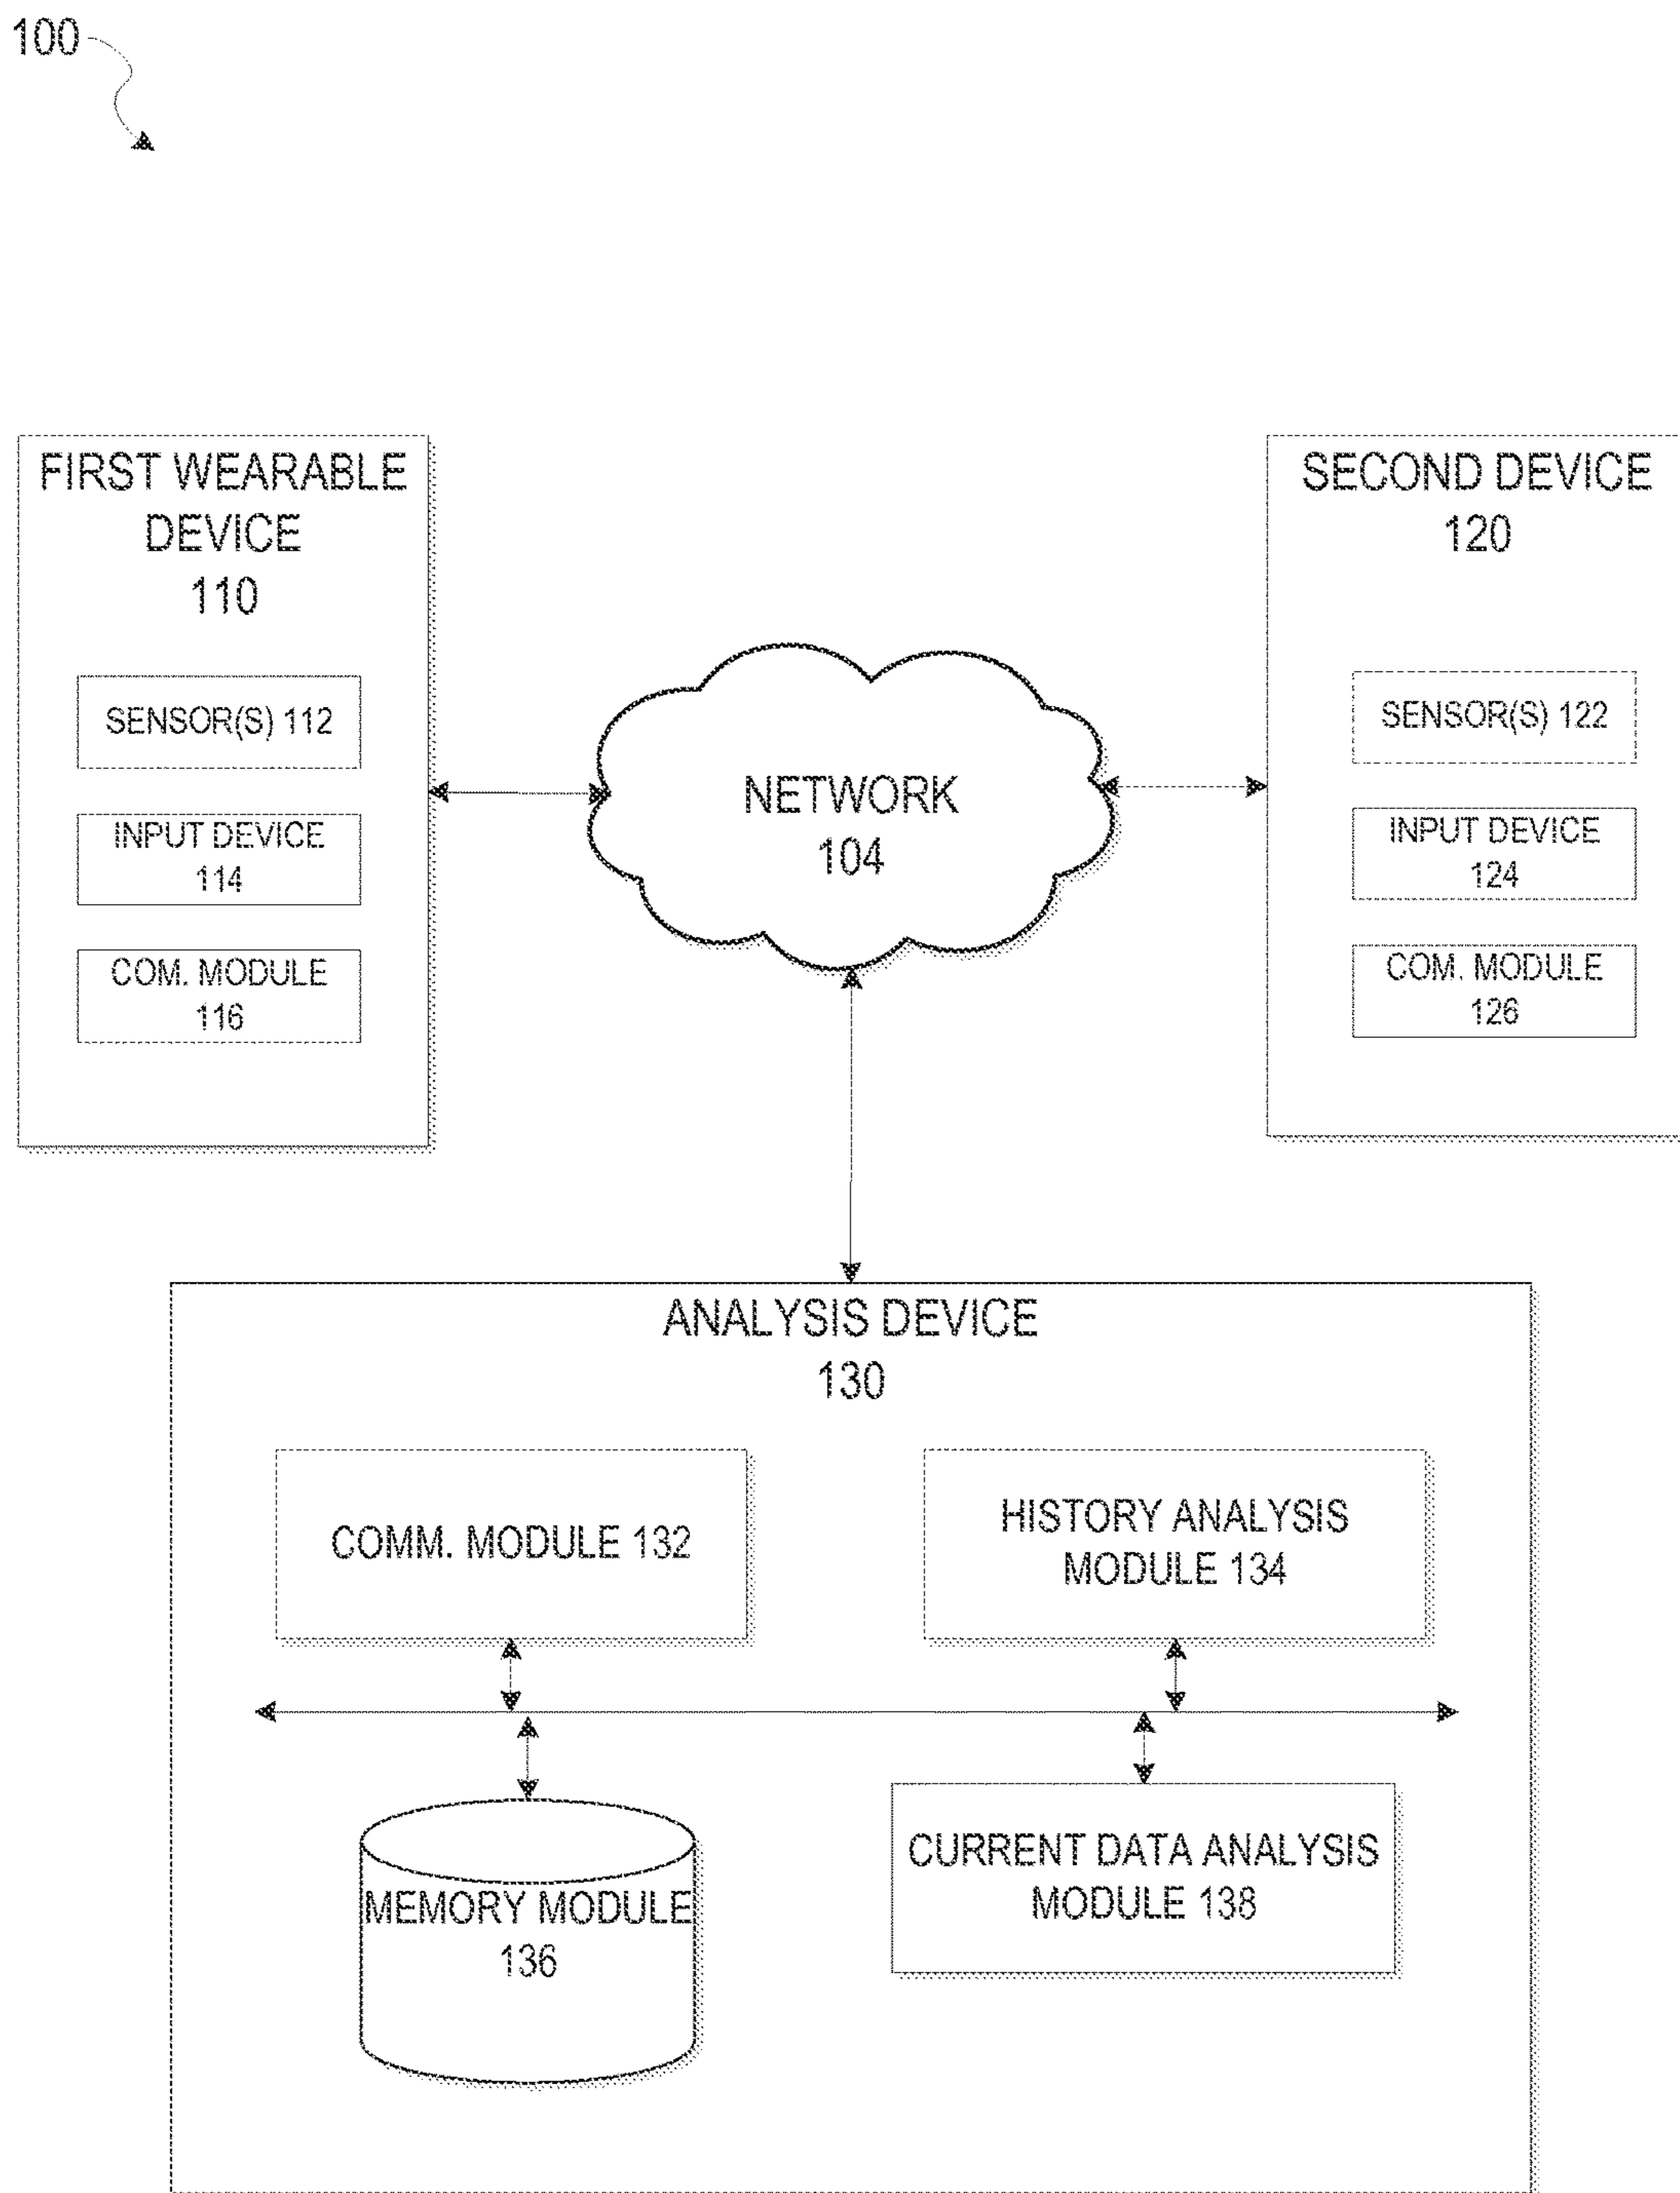 100
FIRST WEARABLE
DEVICE
110
SENSOR(S) 112
INPUT DEVICE
114
COM. MODULE
116
NETWORK
104
SECOND DEVICE
120
SENSOR(S) 122
INPUT DEVICE
124
COM. MODULE
126
ANALYSIS DEVICE
130
COMM. MODULE 132
HISTORY ANALYSIS
MODULE 134
MEMORY MODULE
136
CURRENT DATA ANALYSIS
MODULE 138